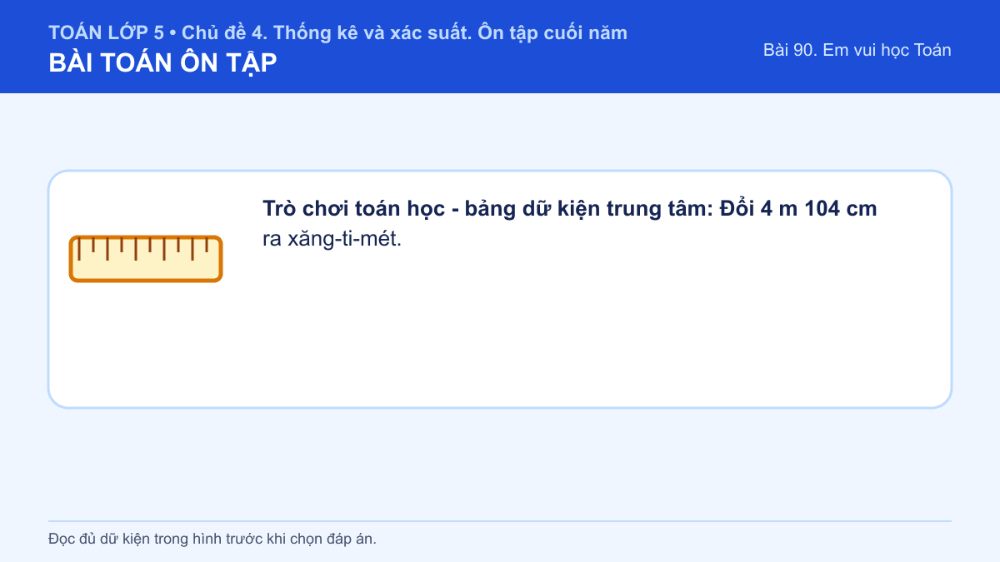 TOÁN LỚP 5 • Chủ đề 4. Thống kê và xác suất. Ôn tập cuối năm
BÀI TOÁN ÔN TẬP
Bài 90. Em vui học Toán
Trò chơi toán học - bảng dữ kiện trung tâm: Đổi 4 m 104 cm
ra xăng-ti-mét.
Đọc đủ dữ kiện trong hình trước khi chọn đáp án.